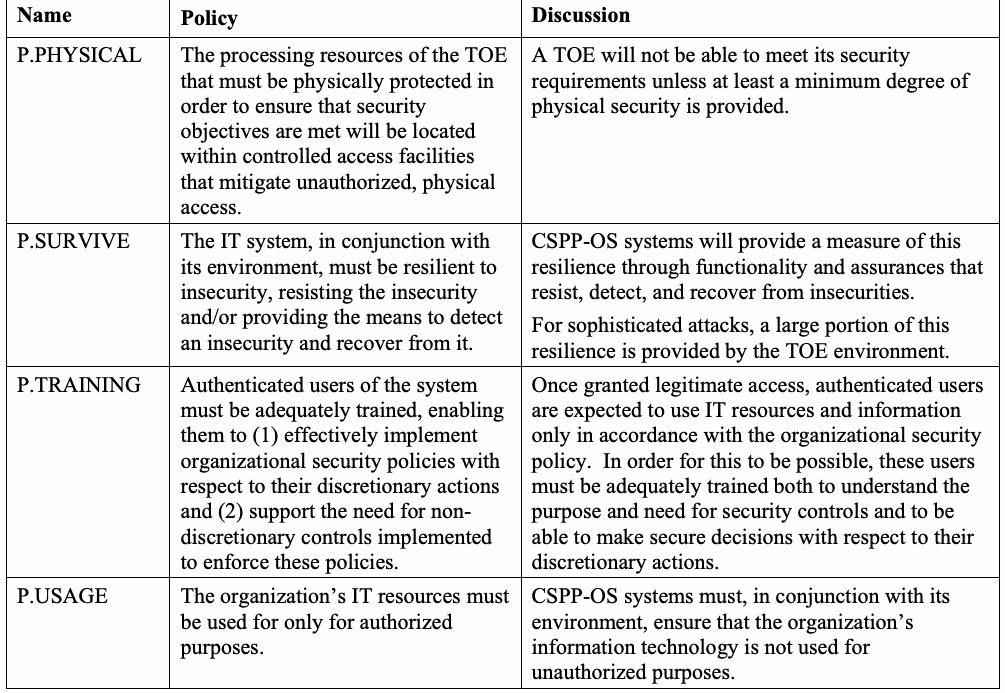 Name
Policy
Discussion
P.PHYSICAL
The processing resources of the TOE
that must be physically protected in
order to ensure that security
objectives are met will be located
within controlled access facilities
that mitigate unauthorized, physical
access.
A TOE will not be able to meet its security
requirements unless at least a minimum degree of
physical security is provided.
P.SURVIVE
The IT system, in conjunction with
its environment, must be resilient to
insecurity, resisting the insecurity
and/or providing the means to detect
an insecurity and recover from it.
CSPP-OS systems will provide a measure of this
resilience through functionality and assurances that
resist, detect, and recover from insecurities.
For sophisticated attacks, a large portion of this
resilience is provided by the TOE environment.
P.TRAINING
Authenticated users of the system
must be adequately trained, enabling
them to (1) effectively implement
organizational security policies with
respect to their discretionary actions
and (2) support the need for non-
discretionary controls implemented
to enforce these policies.
Once granted legitimate access, authenticated users
are expected to use IT resources and information
only in accordance with the organizational security
policy.  In order for this to be possible, these users
must be adequately trained both to understand the
purpose and need for security controls and to be
able to make secure decisions with respect to their
discretionary actions.
P.USAGE
The organization’s IT resources must
be used for only for authorized
purposes.
CSPP-OS systems must, in conjunction with its
environment, ensure that the organization’s
information technology is not used for
unauthorized purposes.